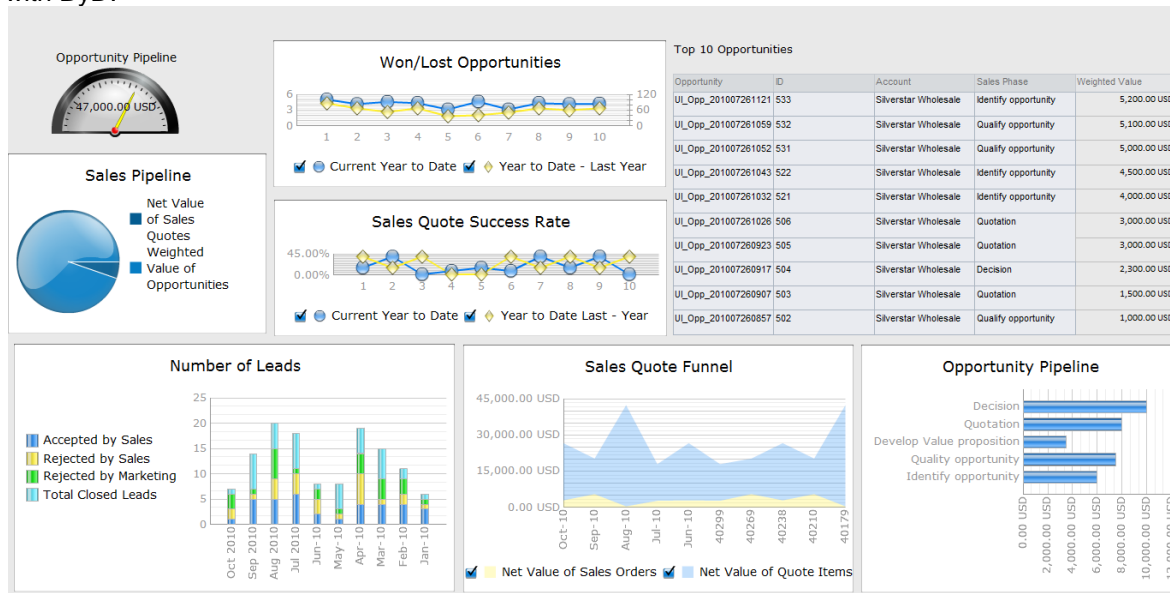 Opportunity Pipeline
47,000.00 USD
Won/Lost Opportunities
6
3
0
120
60
0
1 2 3 4 5 6 7 8 9 10
Current Year to Date Year to Date - Last Year
Sales Pipeline
Net Value
of Sales
Quotes
Weighted
Value of
Opportunities
Sales Quote Success Rate
45.00%
0.00%
1 2 3 4 5 6 7 8 9 10
Current Year to Date Year to Date Last - Year
Top 10 Opportunities
Opportunity ID Account Sales Phase Weighted Value
UI_Opp_201007261121 533 Silverstar Wholesale Identify opportunity 5,200.00 USD
UI_Opp_201007261059 532 Silverstar Wholesale Qualify opportunity 5,100.00 USD
UI_Opp_201007261052 531 Silverstar Wholesale Qualify opportunity 5,000.00 USD
UI_Opp_201007261043 522 Silverstar Wholesale Identify opportunity 4,500.00 USD
UI_Opp_201007261032 521 Silverstar Wholesale Identify opportunity 4,000.00 USD
UI_Opp_201007261026 506 Silverstar Wholesale Quotation 3,000.00 USD
UI_Opp_201007260923 505 Silverstar Wholesale Quotation 3,000.00 USD
UI_Opp_201007260917 504 Silverstar Wholesale Decision 2,300.00 USD
UI_Opp_201007260907 503 Silverstar Wholesale Quotation 1,500.00 USD
UI_Opp_201007260857 502 Silverstar Wholesale Qualify opportunity 1,000.00 USD
Number of Leads
Accepted by Sales
Rejected by Sales
Rejected by Marketing
Total Closed Leads
25
20
15
10
5
0
Oct 2010
Sep 2010
Aug 2010
Jul 2010
Jun-10
May-10
Apr-10
Mar-10
Feb-10
Jan-10
Sales Quote Funnel
45,000.00 USD
30,000.00 USD
15,000.00 USD
0.00 USD
Oct-10
Sep-10
Aug-10
Jul-10
Jun-10
40299
40269
40238
40210
40179
Net Value of Sales Orders Net Value of Quote Items
Opportunity Pipeline
Decision
Quotation
Develop Value proposition
Quality opportunity
Identify opportunity
0.00 USD
2,000.00 USD
4,000.00 USD
6,000.00 USD
8,000.00 USD
10,000.00 USD